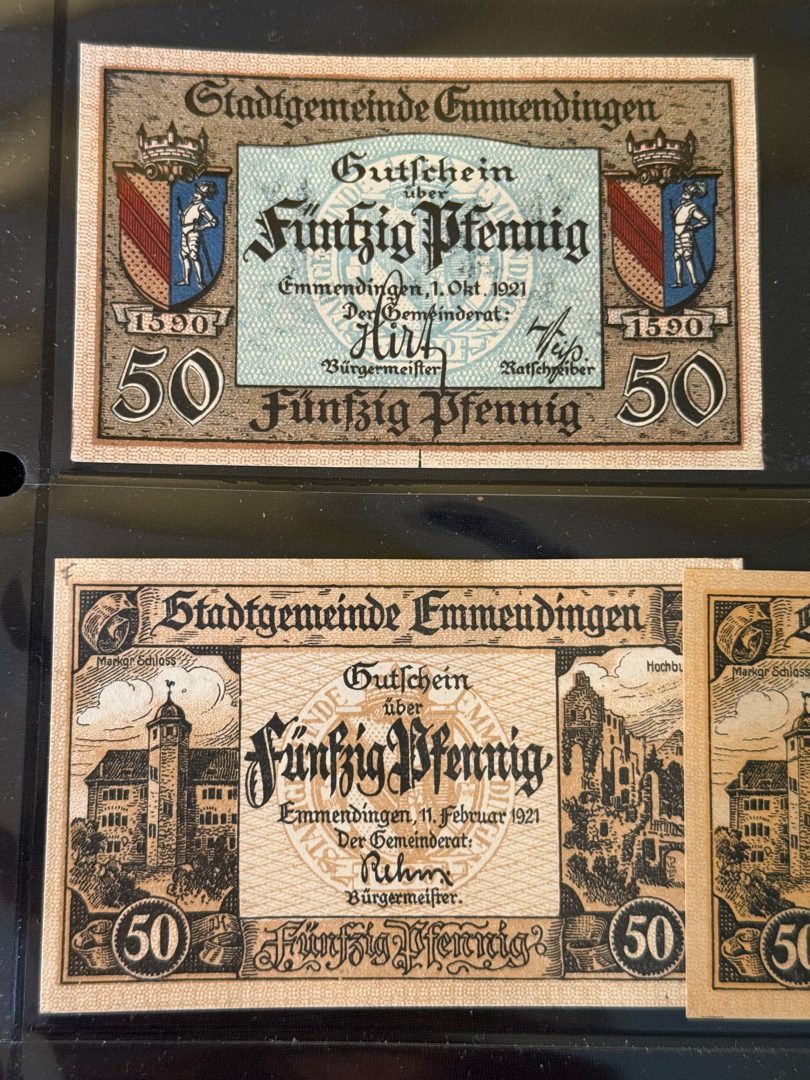 Stadtgemeinde Emmendingen
Gutschein
über
Fünfzig Pfennig
Emmendingen, 1. Okt. 1921
Der Gemeinderat:
Hirt
Bürgermeister Ratschreiber
1590 1590
50 50
Fünfzig Pfennig
Stadtgemeinde Emmendingen
Markgr Schloss
Gutschein
über
Fünfzig Pfennig
Emmendingen, 11. Februar 1921
Der Gemeinderat:
Rehm
Bürgermeister.
50 50
Fünfzig Pfennig
Markgr Schloss